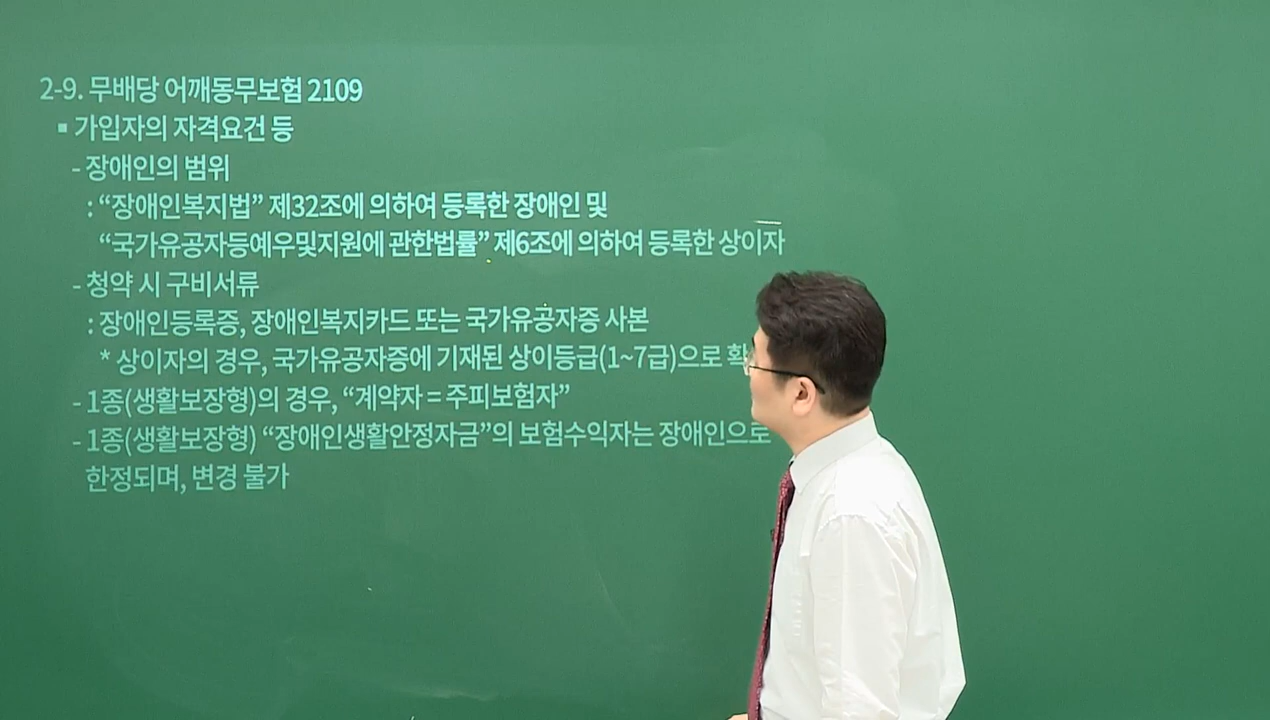 2-9. 무배당 어깨동무보험 2109
▪ 가입자의 자격요건 등
- 장애인의 범위
: “장애인복지법” 제32조에 의하여 등록한 장애인 및
“국가유공자등예우및지원에 관한법률” 제6조에 의하여 등록한 상이자
- 청약 시 구비서류
: 장애인등록증, 장애인복지카드 또는 국가유공자증 사본
* 상이자의 경우, 국가유공자증에 기재된 상이등급(1~7급)으로
- 1종(생활보장형)의 경우, “계약자 = 주피보험자”
- 1종(생활보장형) “장애인생활안정자금”의 보험수익자는 장애인으로
한정되며, 변경 불가